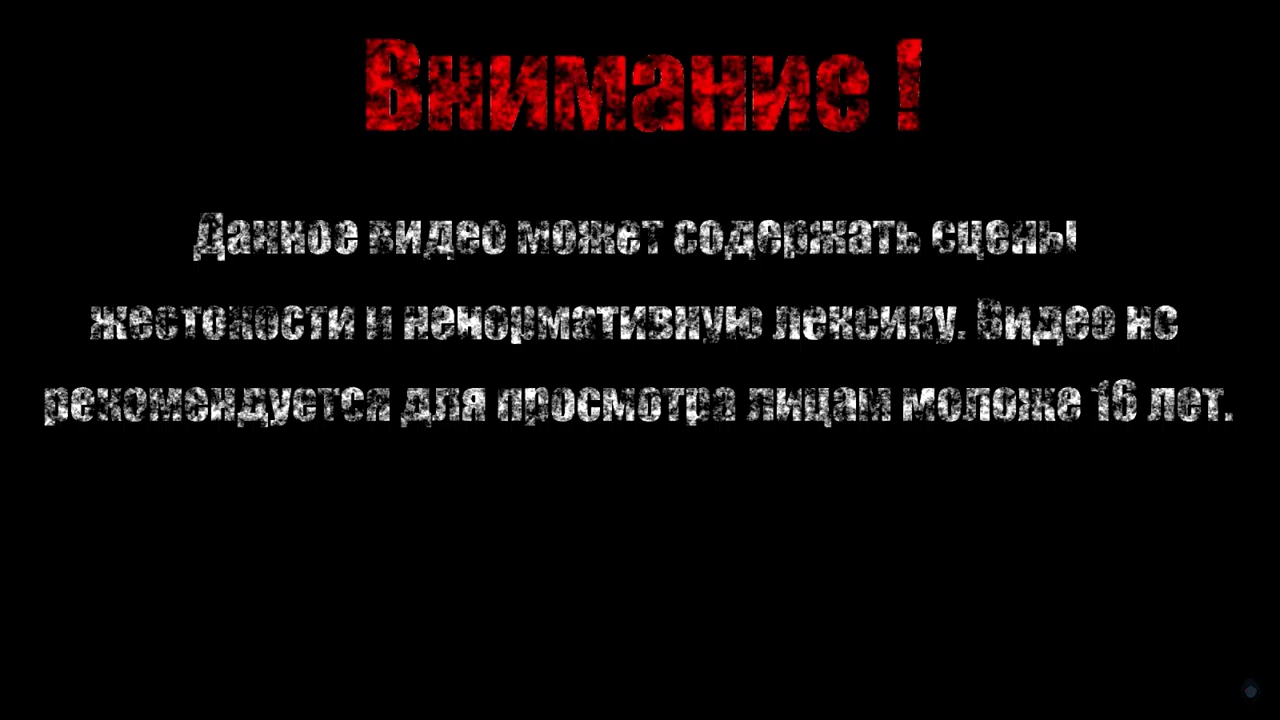 Внимание !
Данное видео может содержать сцены
жестокости и ненормативную лексику. Видео не
рекомендуется для просмотра лицам моложе 16 лет.